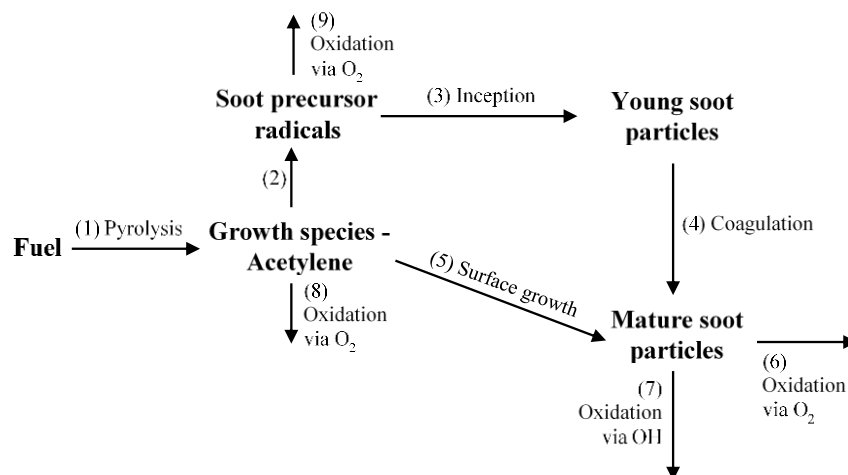 (9)
Oxidation
via O₂
Soot precursor
radicals
(3) Inception
Young soot
particles
(2)
(4) Coagulation
Fuel
(1) Pyrolysis
Growth species -
Acetylene
(5) Surface growth
(8)
Oxidation
via O₂
Mature soot
particles
(6)
Oxidation
via O₂
(7)
Oxidation
via OH